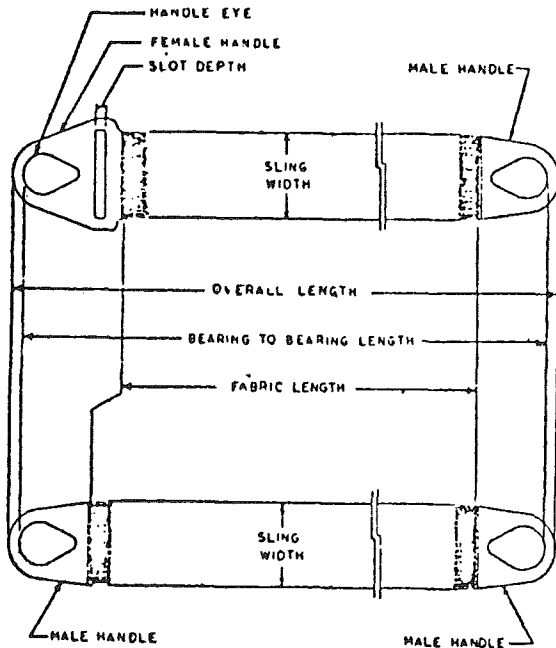 HANDLE EYE
FEMALE HANDLE
SLOT DEPTH
MALE HANDLE
SLING
WIDTH
OVERALL LENGTH
BEARING TO BEARING LENGTH
FABRIC LENGTH
SLING
WIDTH
MALE HANDLE
MALE HANDLE